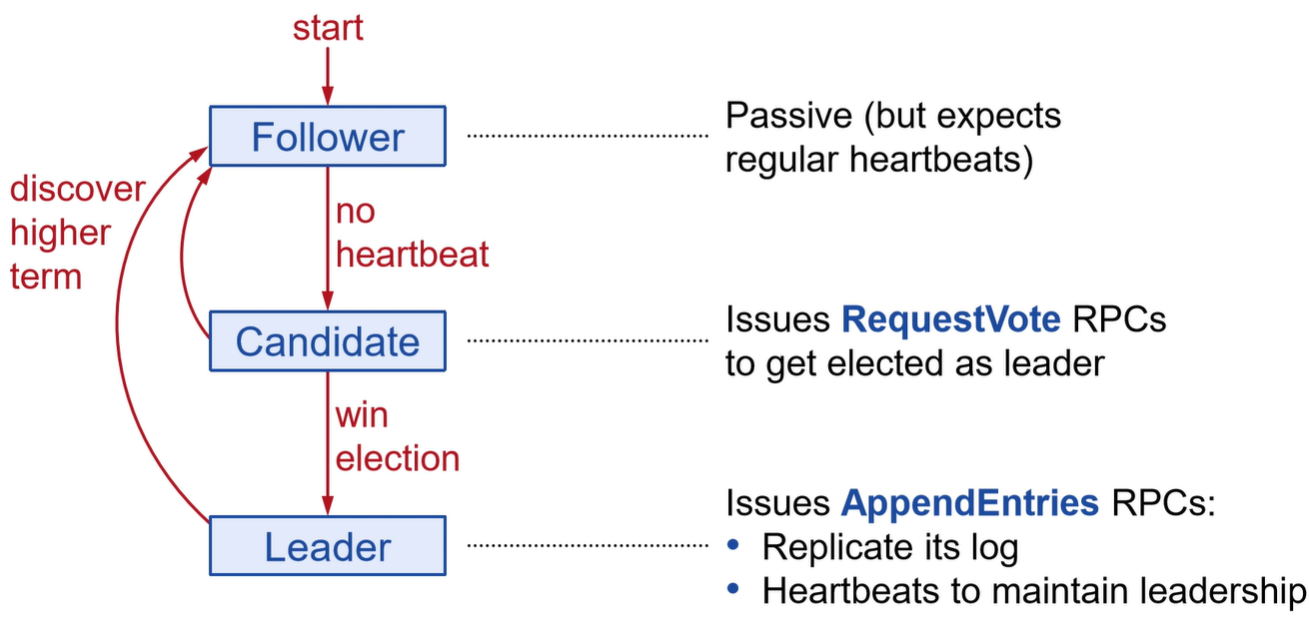 start
Follower
Passive (but expects
regular heartbeats)
discover
higher
term
no
heartbeat
Candidate
Issues RequestVote RPCs
to get elected as leader
win
election
Leader
Issues AppendEntries RPCs:
• Replicate its log
• Heartbeats to maintain leadership